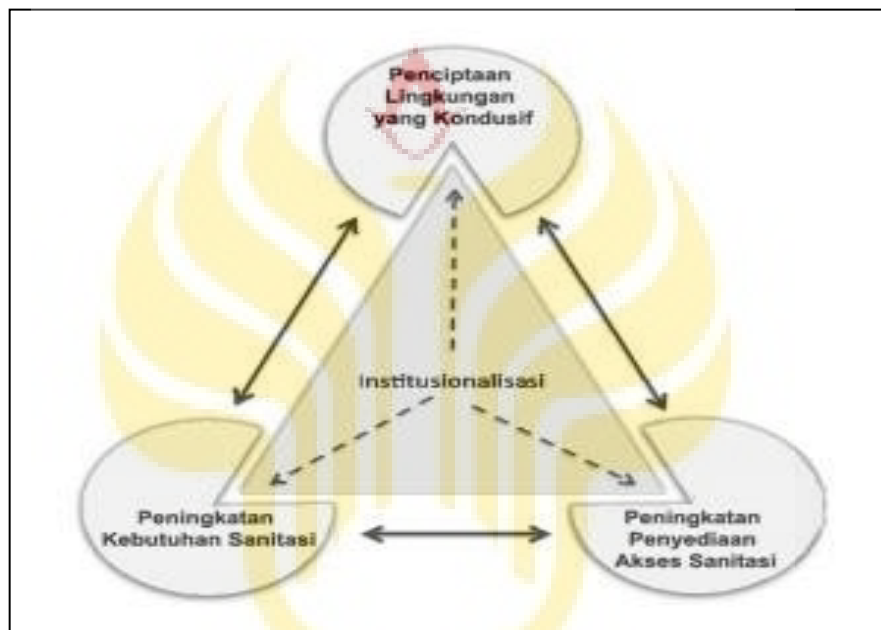 Penciptaan
Lingkungan
yang Kondusif
Institusionalisasi
Peningkatan
Kebutuhan Sanitasi
Peningkatan
Penyediaan
Akses Sanitasi